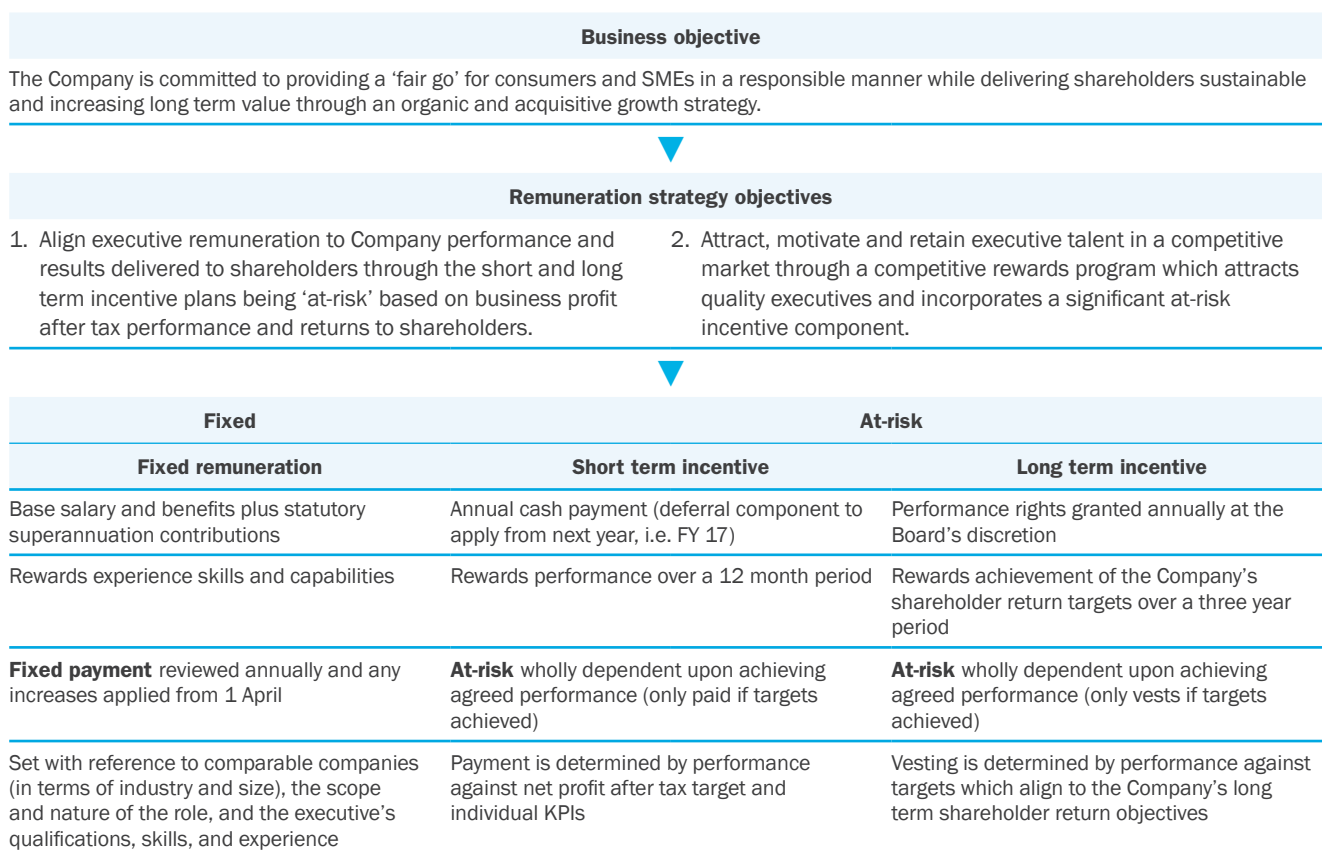 Business objective
The Company is committed to providing a ‘fair go’ for consumers and SMEs in a responsible manner while delivering shareholders sustainable
and increasing long term value through an organic and acquisitive growth strategy.
Remuneration strategy objectives
1. Align executive remuneration to Company performance and
results delivered to shareholders through the short and long
term incentive plans being ‘at-risk’ based on business profit
after tax performance and returns to shareholders.
2. Attract, motivate and retain executive talent in a competitive
market through a competitive rewards program which attracts
quality executives and incorporates a significant at-risk
incentive component.
Fixed
At-risk
Fixed remuneration
Short term incentive
Long term incentive
Base salary and benefits plus statutory
superannuation contributions
Annual cash payment (deferral component to
apply from next year, i.e. FY 17)
Performance rights granted annually at the
Board’s discretion
Rewards experience skills and capabilities
Rewards performance over a 12 month period
Rewards achievement of the Company’s
shareholder return targets over a three year
period
Fixed payment reviewed annually and any
increases applied from 1 April
At-risk wholly dependent upon achieving
agreed performance (only paid if targets
achieved)
At-risk wholly dependent upon achieving
agreed performance (only vests if targets
achieved)
Set with reference to comparable companies
(in terms of industry and size), the scope
and nature of the role, and the executive’s
qualifications, skills, and experience
Payment is determined by performance
against net profit after tax target and
individual KPIs
Vesting is determined by performance against
targets which align to the Company’s long
term shareholder return objectives